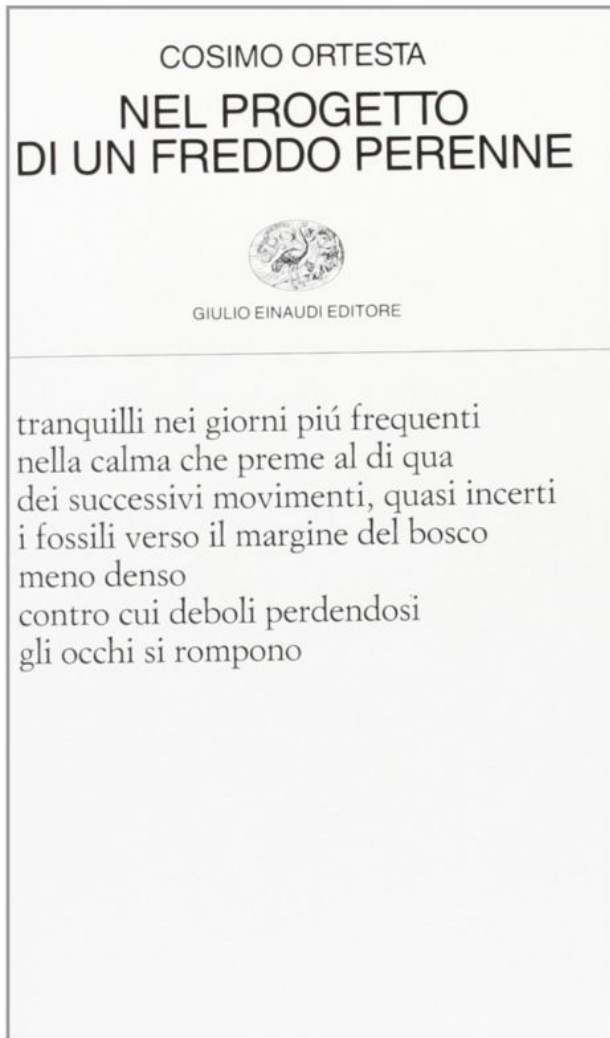 COSIMO ORTESTA
NEL PROGETTO
DI UN FREDDO PERENNE
GIULIO EINAUDI EDITORE
tranquilli nei giorni piú frequenti
nella calma che preme al di qua
dei successivi movimenti, quasi incerti
i fossili verso il margine del bosco
meno denso
contro cui deboli perdendosi
gli occhi si rompono